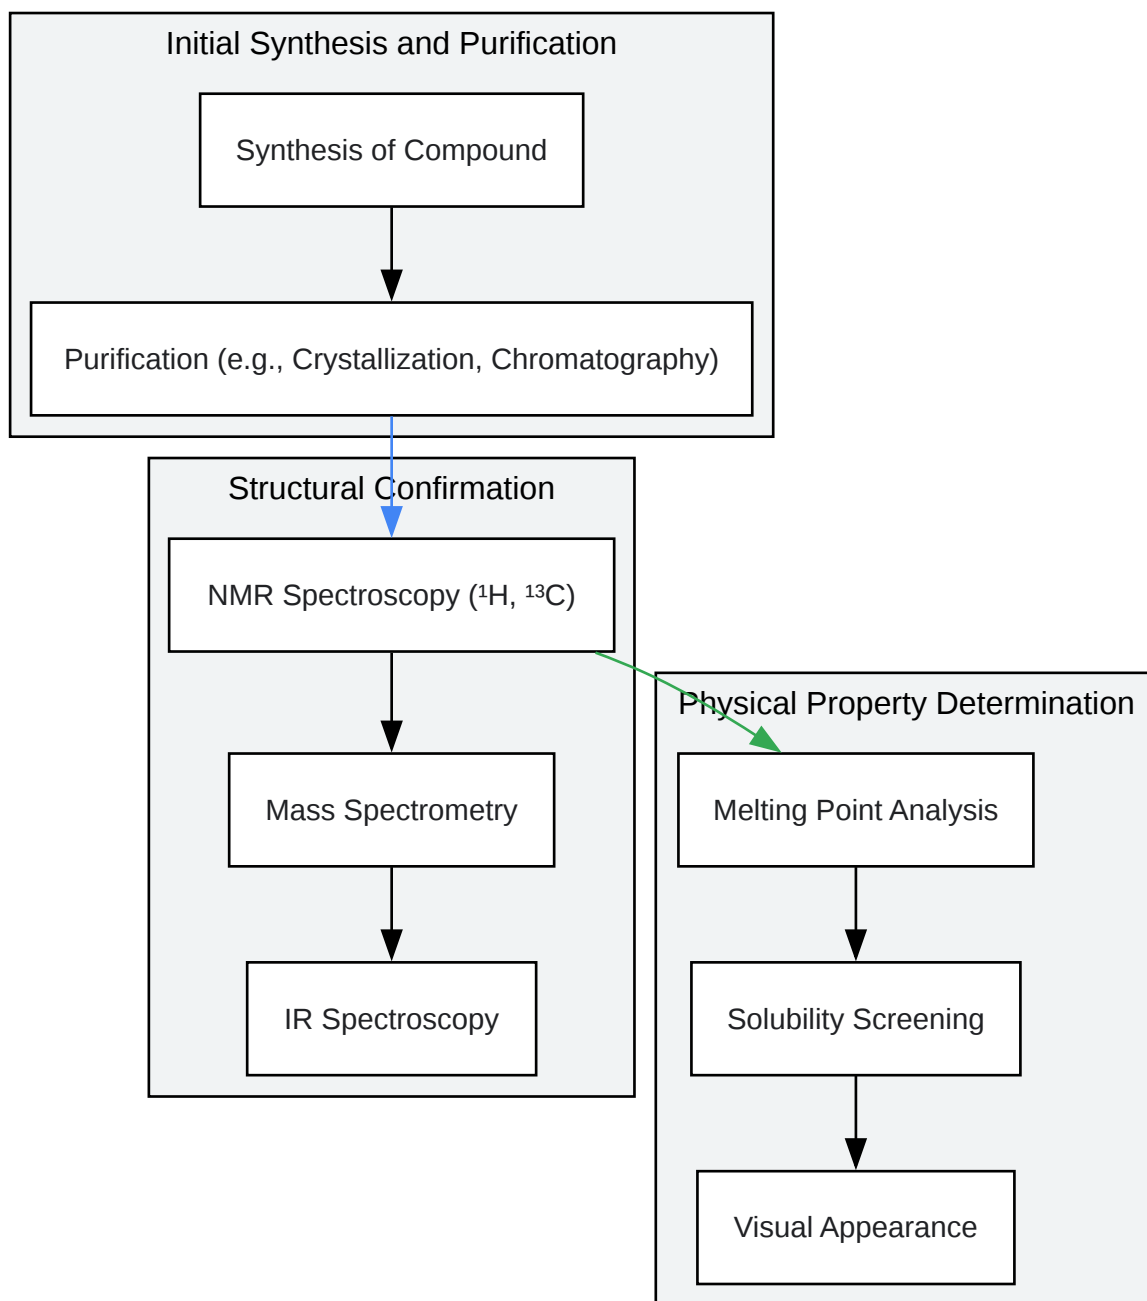 Initial Synthesis and Purification
Synthesis of Compound
Purification (e.g., Crystallization, Chromatography)
Structural Confirmation
NMR Spectroscopy (¹H, ¹³C)
Mass Spectrometry
IR Spectroscopy
Physical Property Determination
Melting Point Analysis
Solubility Screening
Visual Appearance